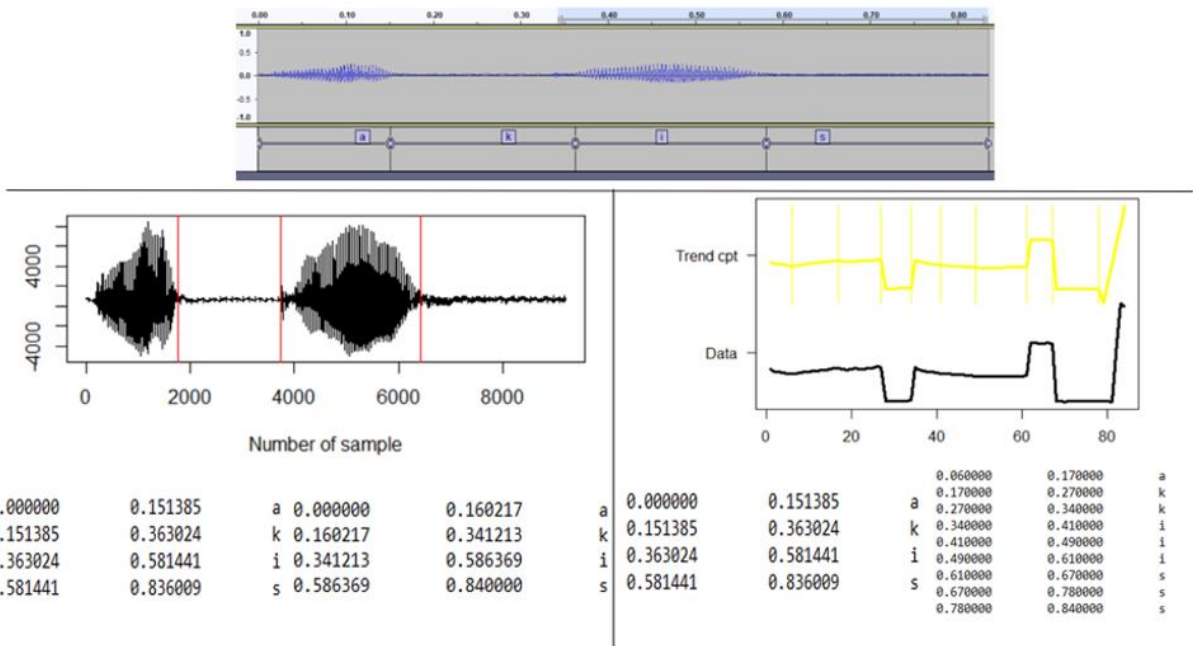 0.00 0.10 0.20 0.30 0.40 0.50 0.60 0.70 0.80
1.0
0.5
0.0
-0.5
-1.0
a k i s
4000
0
-4000
0 2000 4000 6000 8000
Number of sample
.000000 0.151385 a 0.000000 0.160217 a
.151385 0.363024 k 0.160217 0.341213 k
.363024 0.581441 i 0.341213 0.586369 i
.581441 0.836009 s 0.586369 0.840000 s
Trend cpt
Data
0 20 40 60 80
0.000000 0.151385 a
0.151385 0.363024 k
0.363024 0.581441 i
0.581441 0.836009 s
0.060000 0.170000 a
0.170000 0.270000 k
0.270000 0.340000 k
0.340000 0.410000 i
0.410000 0.490000 i
0.490000 0.610000 i
0.610000 0.670000 s
0.670000 0.780000 s
0.780000 0.840000 s